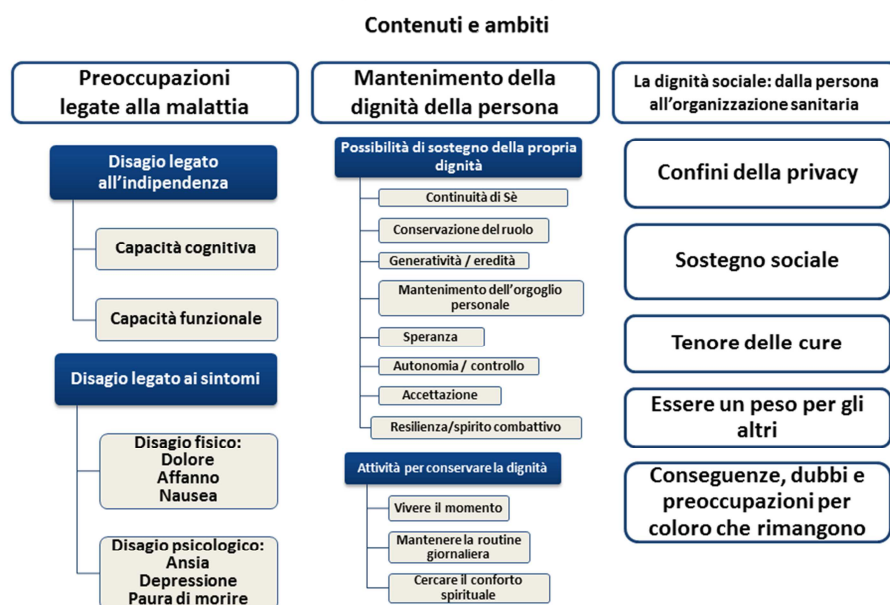 Contenuti e ambiti
Preoccupazioni
legate alla malattia
Disagio legato
all'indipendenza
Capacità cognitiva
Capacità funzionale
Disagio legato ai sintomi
Disagio fisico:
Dolore
Affanno
Nausea
Disagio psicologico:
Ansia
Depressione
Paura di morire
Mantenimento della
dignità della persona
Possibilità di sostegno della propria
dignità
Continuità di Sè
Conservazione del ruolo
Generatività / eredità
Mantenimento dell'orgoglio
personale
Speranza
Autonomia / controllo
Accettazione
Resilienza/spirito combattivo
Attività per conservare la dignità
Vivere il momento
Mantenere la routine
giornaliera
Cercare il conforto
spirituale
La dignità sociale: dalla persona
all'organizzazione sanitaria
Confini della privacy
Sostegno sociale
Tenore delle cure
Essere un peso per gli
altri
Conseguenze, dubbi e
preoccupazioni per
coloro che rimangono